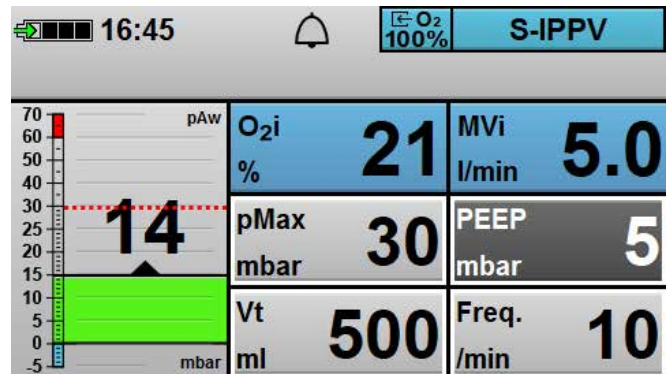 16:45
O2
100%
S-IPPV
70
60
50
40
30
25
20
15
10
5
0
-5
pAw
14
mbar
O2i
%
21
MVi
l/min
5.0
pMax
mbar
30
PEEP
mbar
5
Vt
ml
500
Freq.
/min
10